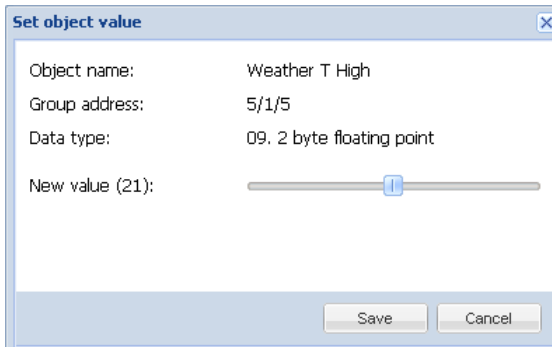 Set object value
Object name: Weather T High
Group address: 5/1/5
Data type: 09. 2 byte floating point
New value (21):
Save Cancel